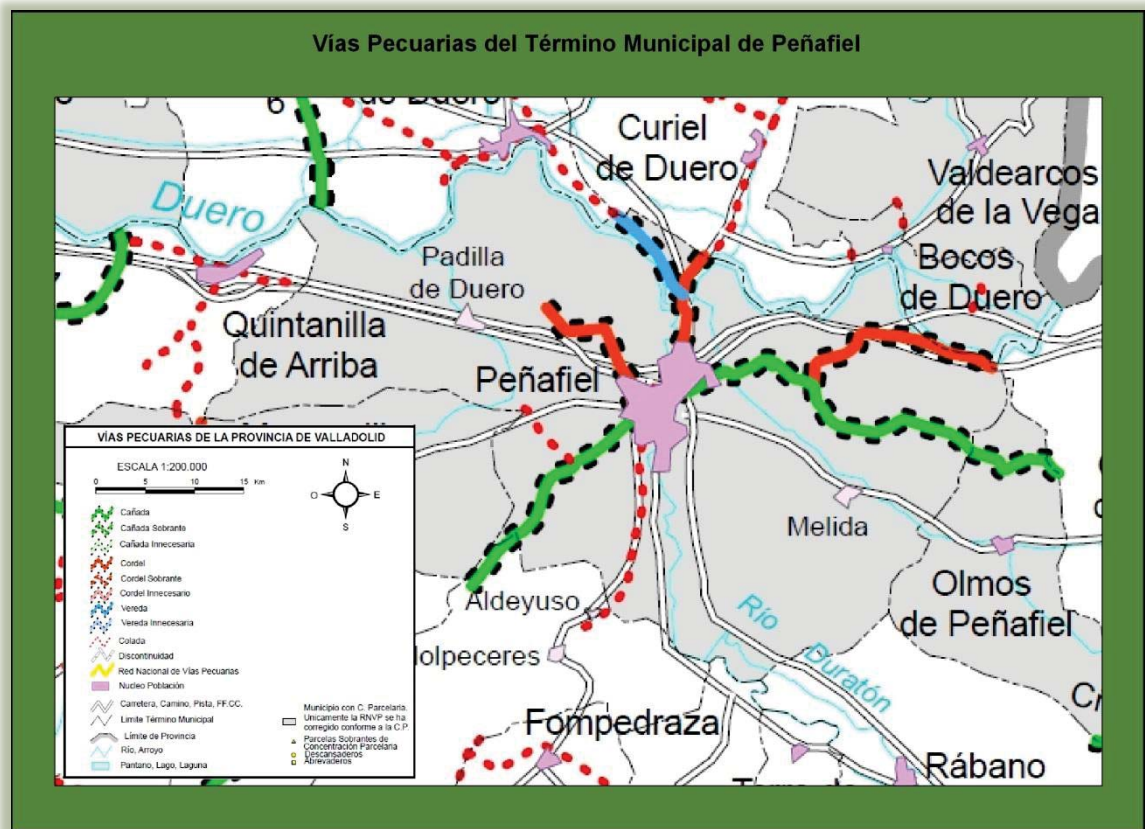 Vías Pecuarias del Término Municipal de Peñafiel
6
de Duero
Curiel
de Duero
Valdearcos
de la Vega
Duero
Bocos
de Duero
Padilla
de Duero
Quintanilla
de Arriba
Peñafiel
Melida
Olmos
de Peñafiel
Aldeyuso
Río
Duratón
Fompedraza
Rábano
VÍAS PECUARIAS DE LA PROVINCIA DE VALLADOLID
ESCALA 1:200.000
0 5 10 15 Km
N
O E
S
Cañada
Cañada Sobrante
Cañada Innecesaria
Cordel
Cordel Sobrante
Cordel Innecesario
Vereda
Vereda Innecesaria
Colada
Discontinuidad
Red Nacional de Vías Pecuarias
Nucleo Población
Carretera, Camino, Pista, FF.CC.
Limite Término Municipal
Límite de Provincia
Río, Arroyo
Pantano, Lago, Laguna
Municipio con C. Parcelaria.
Unicamente la RNVP se ha
corregido conforme a la C.P.
Parcelas Sobrantes de
Concentración Parcelaria
Descansaderos
Abrevaderos